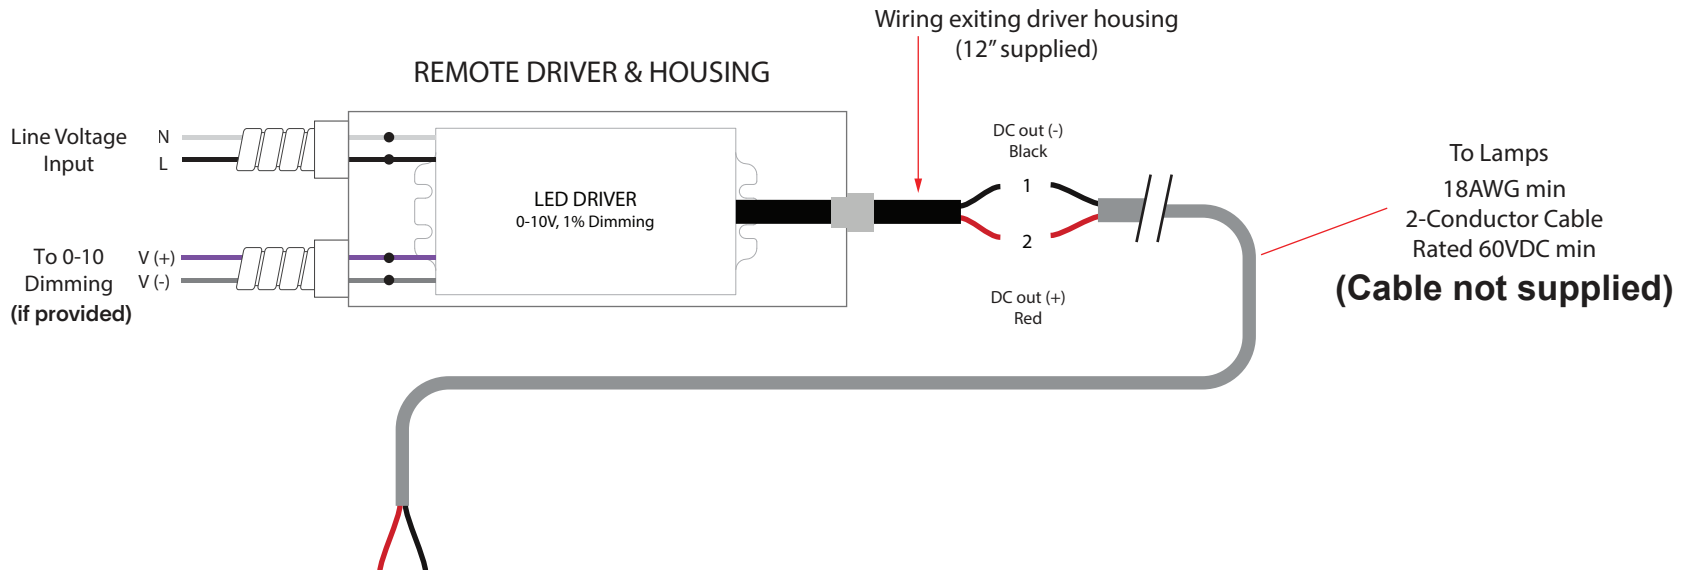 Wiring exiting driver housing
(12” supplied)
REMOTE DRIVER & HOUSING
Line Voltage
Input
N
L
LED DRIVER
0-10V, 1% Dimming
To 0-10
Dimming
(if provided)
V (+)
V (-)
DC out (-)
Black
1
2
DC out (+)
Red
To Lamps
18AWG min
2-Conductor Cable
Rated 60VDC min
(Cable not supplied)